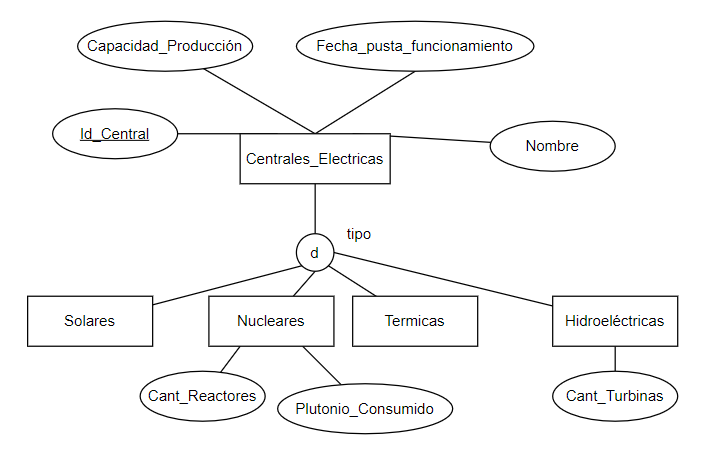 Capacidad_Producción
Fecha_pusta_funcionamiento
Id_Central
Nombre
Centrales_Electricas
tipo
d
Solares
Nucleares
Termicas
Hidroeléctricas
Cant_Reactores
Plutonio_Consumido
Cant_Turbinas